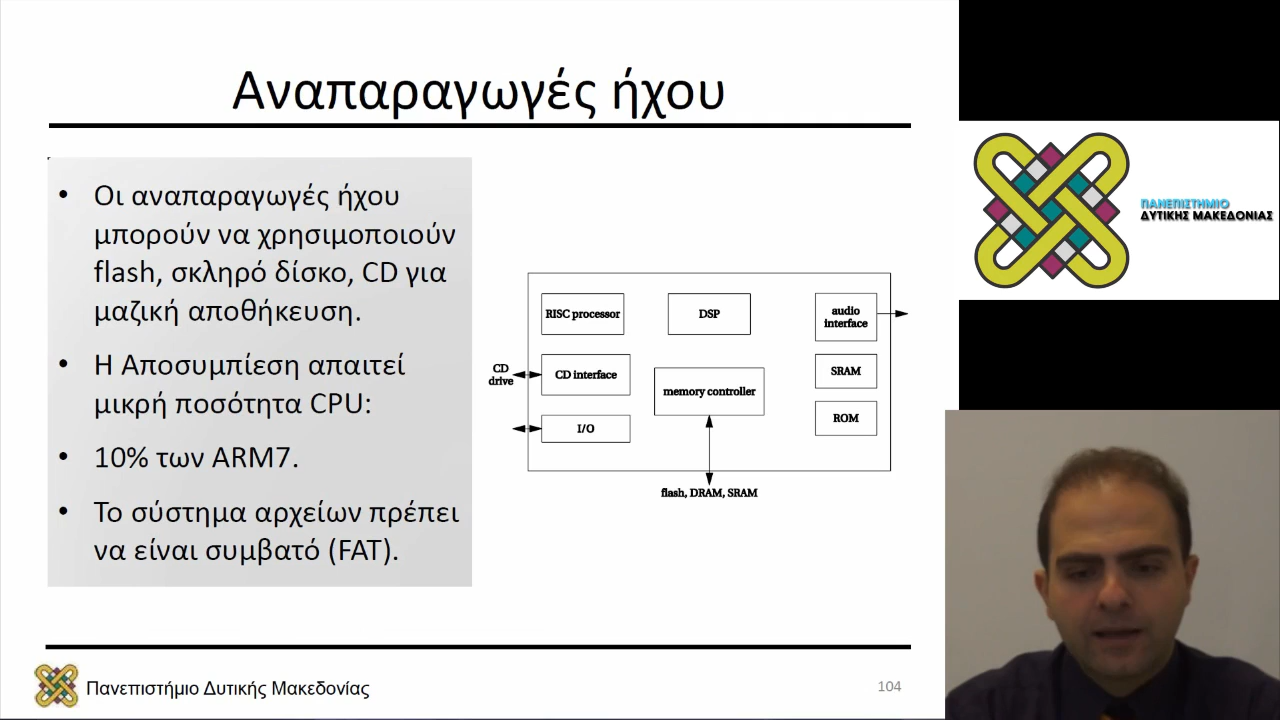 Αναπαραγωγές ήχου
• Οι αναπαραγωγές ήχου
μπορούν να χρησιμοποιούν
flash, σκληρό δίσκο, CD για
μαζική αποθήκευση.
• Η Αποσυμπίεση απαιτεί
μικρή ποσότητα CPU:
• 10% των ARM7.
• Το σύστημα αρχείων πρέπει
να είναι συμβατό (FAT).
RISC processor
DSP
audio
interface
CD
drive
CD interface
memory controller
SRAM
I/O
ROM
flash, DRAM, SRAM
Πανεπιστήμιο Δυτικής Μακεδονίας
104
ΠΑΝΕΠΙΣΤΗΜΙΟ
ΔΥΤΙΚΗΣ ΜΑΚΕΔΟΝΙΑΣ